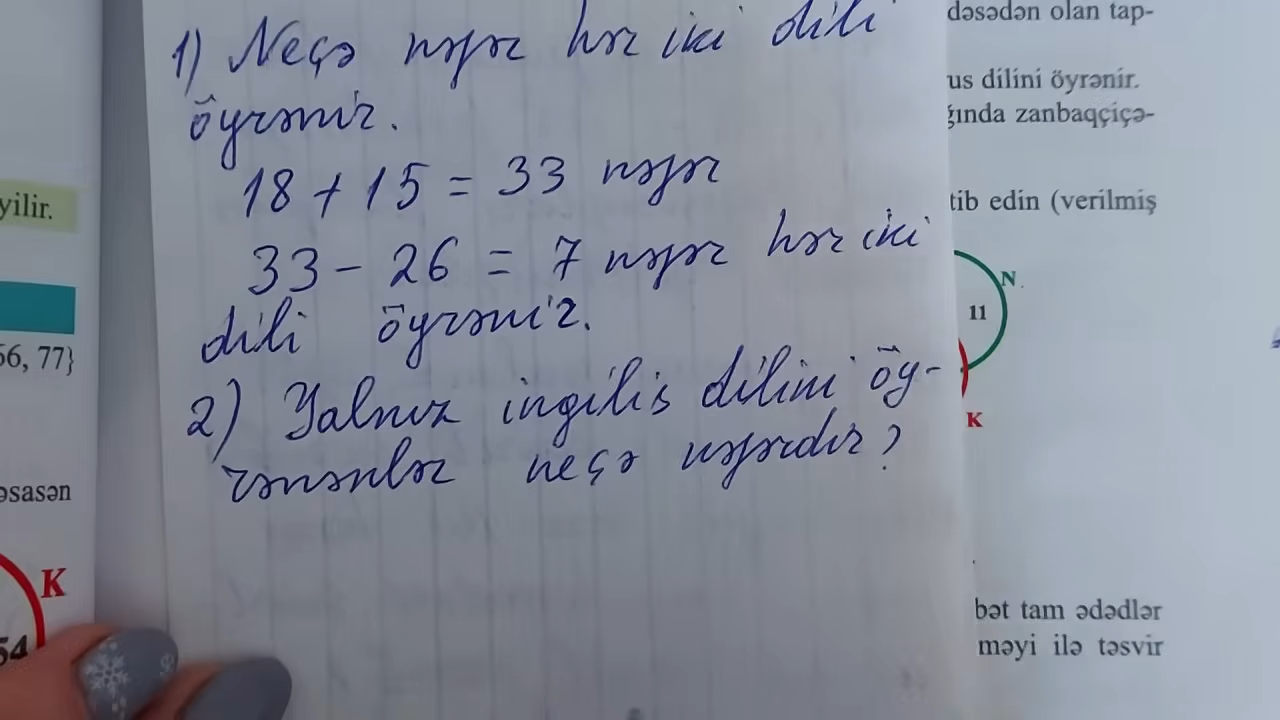 dəsədən olan tap-
1) Neçə nəfər hər iki dili
öyrənir.
us dilini öyrənir.
ğında zanbaqçiçə-
18 + 15 = 33 nəfər
yilir.
tib edin (verilmiş
33 - 26 = 7 nəfər hər iki
dili öyrənir.
N
11
56, 77}
2) Yalnız ingilis dilini öy-
rənənlər neçə nəfərdir?
K
əsasən
K
54
bət tam ədədlər
məyi ilə təsvir